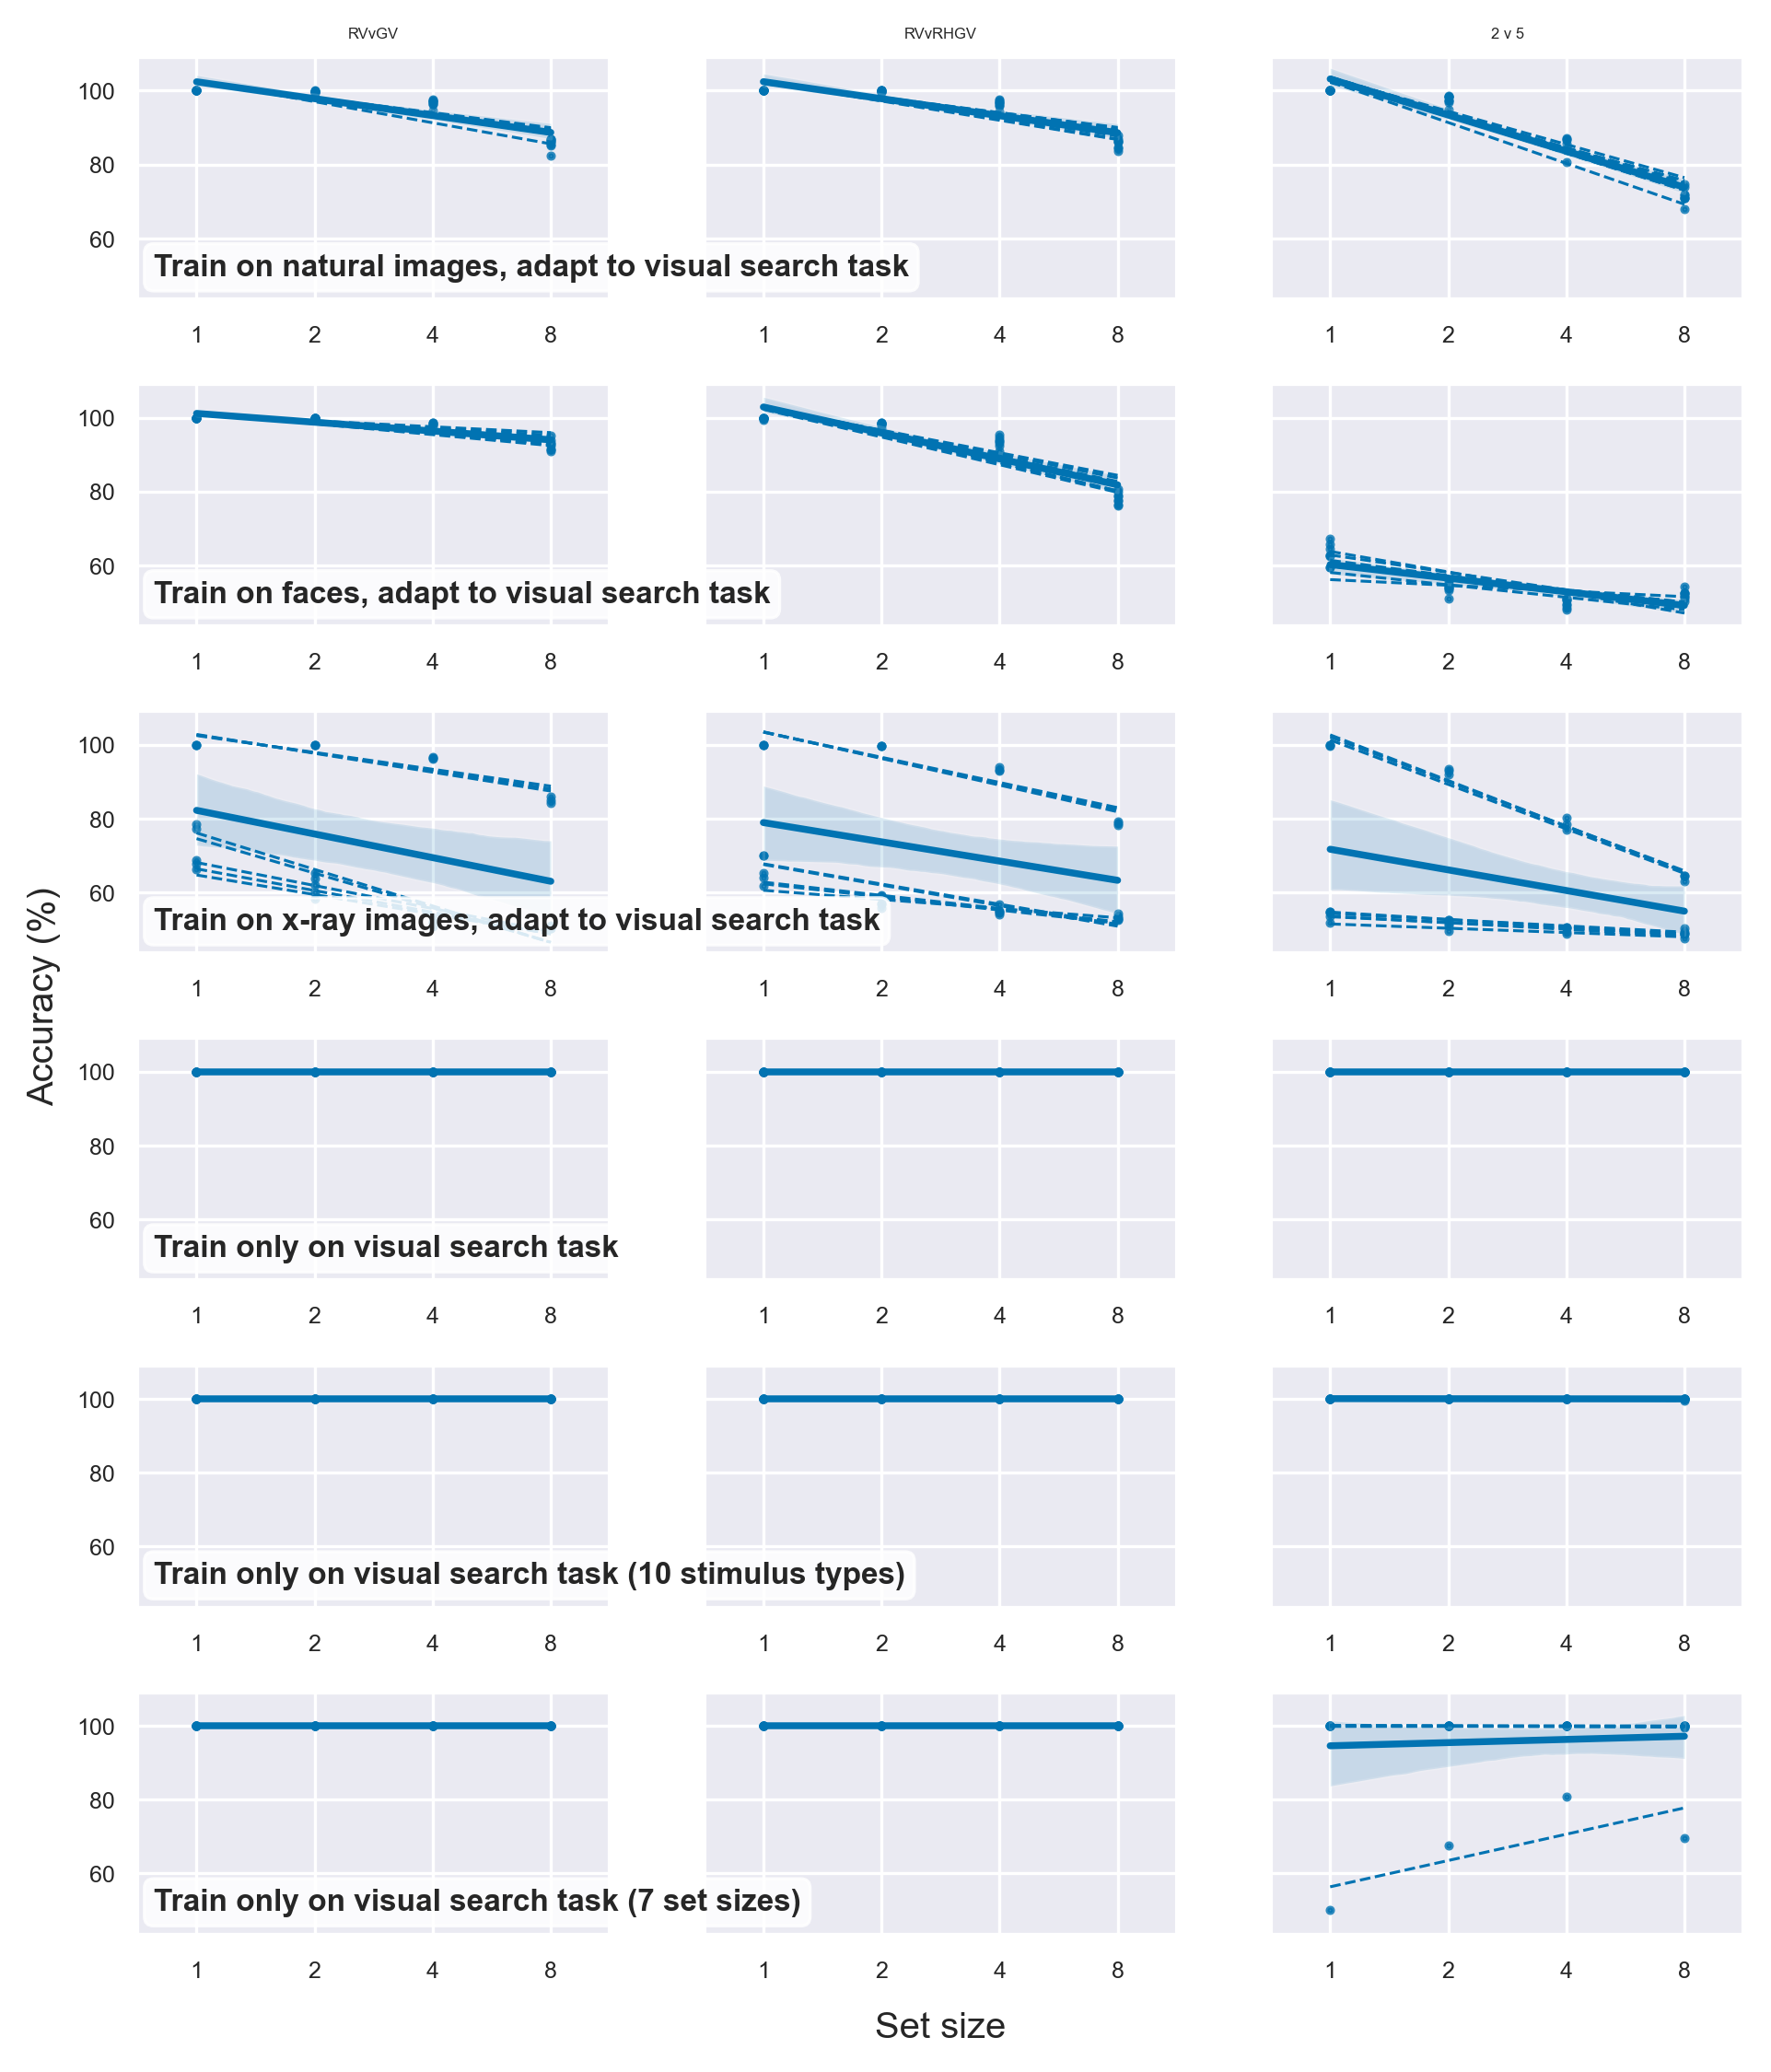 RVvGV RVvRHGV 2 v 5
100
80
60
Train on natural images, adapt to visual search task
1 2 4 8 1 2 4 8 1 2 4 8
100
80
60
Train on faces, adapt to visual search task
1 2 4 8 1 2 4 8 1 2 4 8
100
80
60
Train on x-ray images, adapt to visual search task
1 2 4 8 1 2 4 8 1 2 4 8
Accuracy (%)
100
80
60
Train only on visual search task
1 2 4 8 1 2 4 8 1 2 4 8
100
80
60
Train only on visual search task (10 stimulus types)
1 2 4 8 1 2 4 8 1 2 4 8
100
80
60
Train only on visual search task (7 set sizes)
1 2 4 8 1 2 4 8 1 2 4 8
Set size